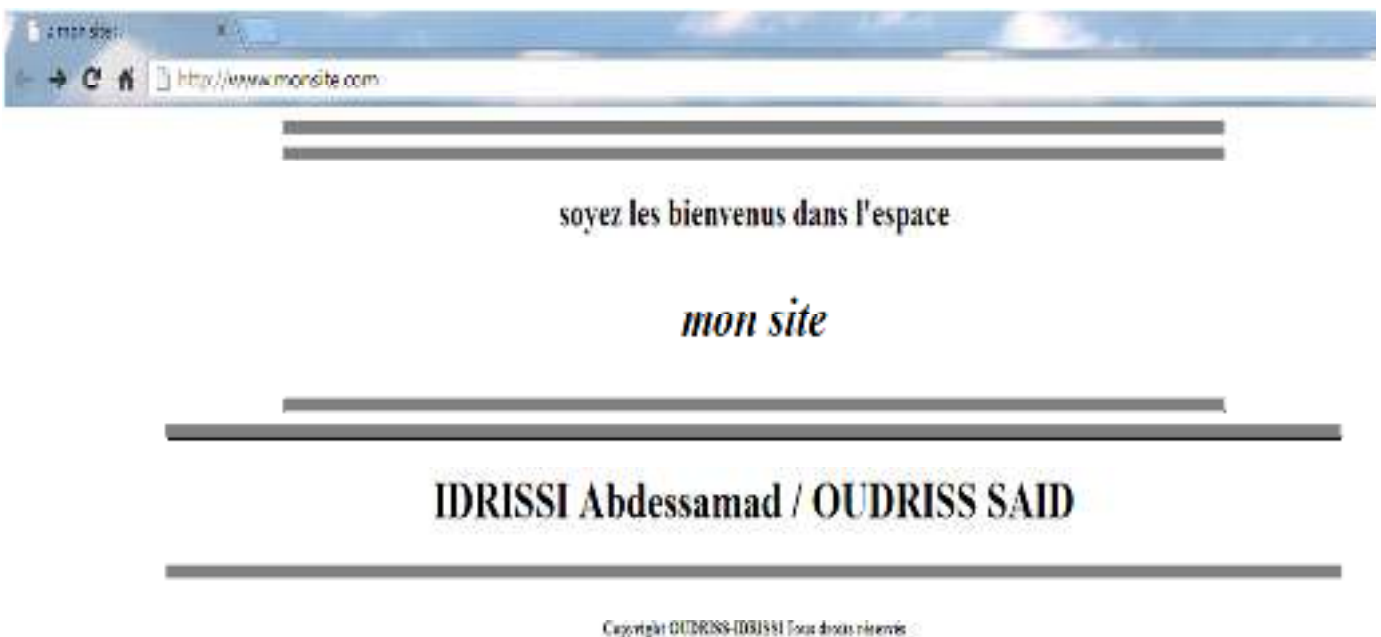 mon site
http://www.monsite.com
soyez les bienvenus dans l'espace
mon site
IDRISSI Abdessamad / OUDRISS SAID
Copyright OUDRISS-IDRISSI Tous droits réservés